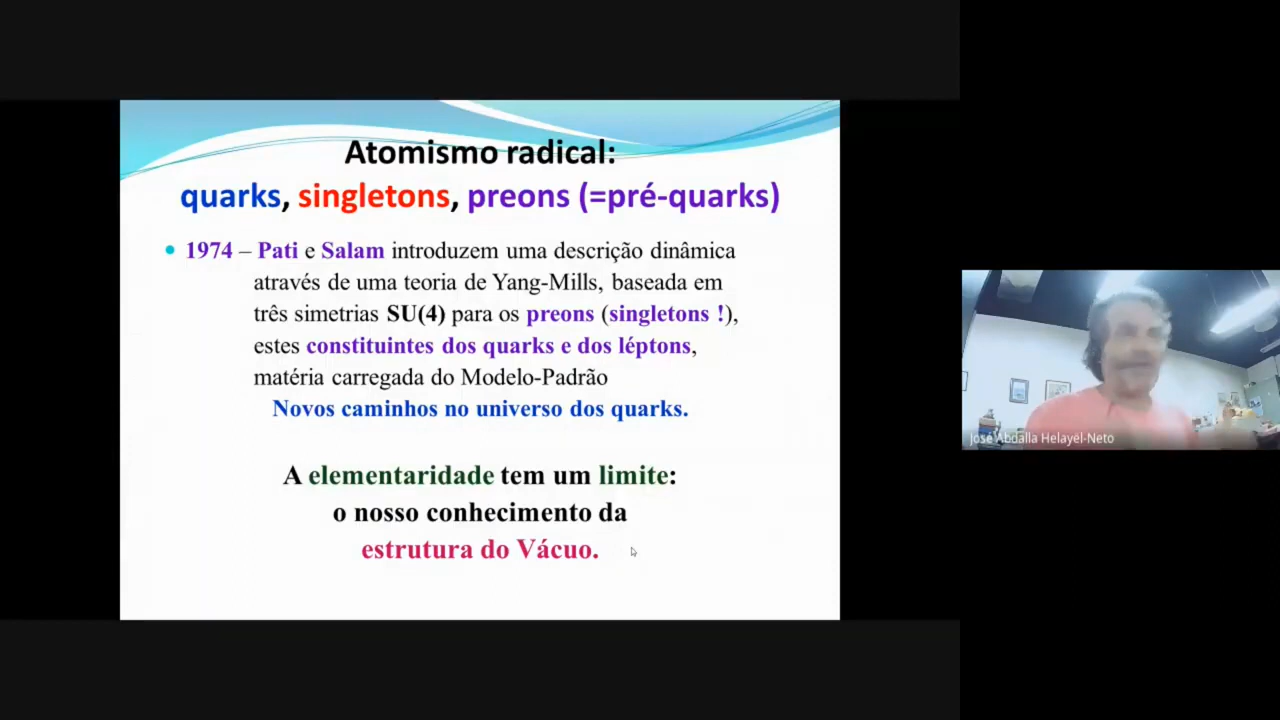 Atomismo radical:
quarks, singletons, preons (=pré-quarks)
• 1974 – Pati e Salam introduzem uma descrição dinâmica
através de uma teoria de Yang-Mills, baseada em
três simetrias SU(4) para os preons (singletons !),
estes constituintes dos quarks e dos léptons,
matéria carregada do Modelo-Padrão
Novos caminhos no universo dos quarks.
A elementaridade tem um limite:
o nosso conhecimento da
estrutura do Vácuo.
José Abdalla Helayël-Neto